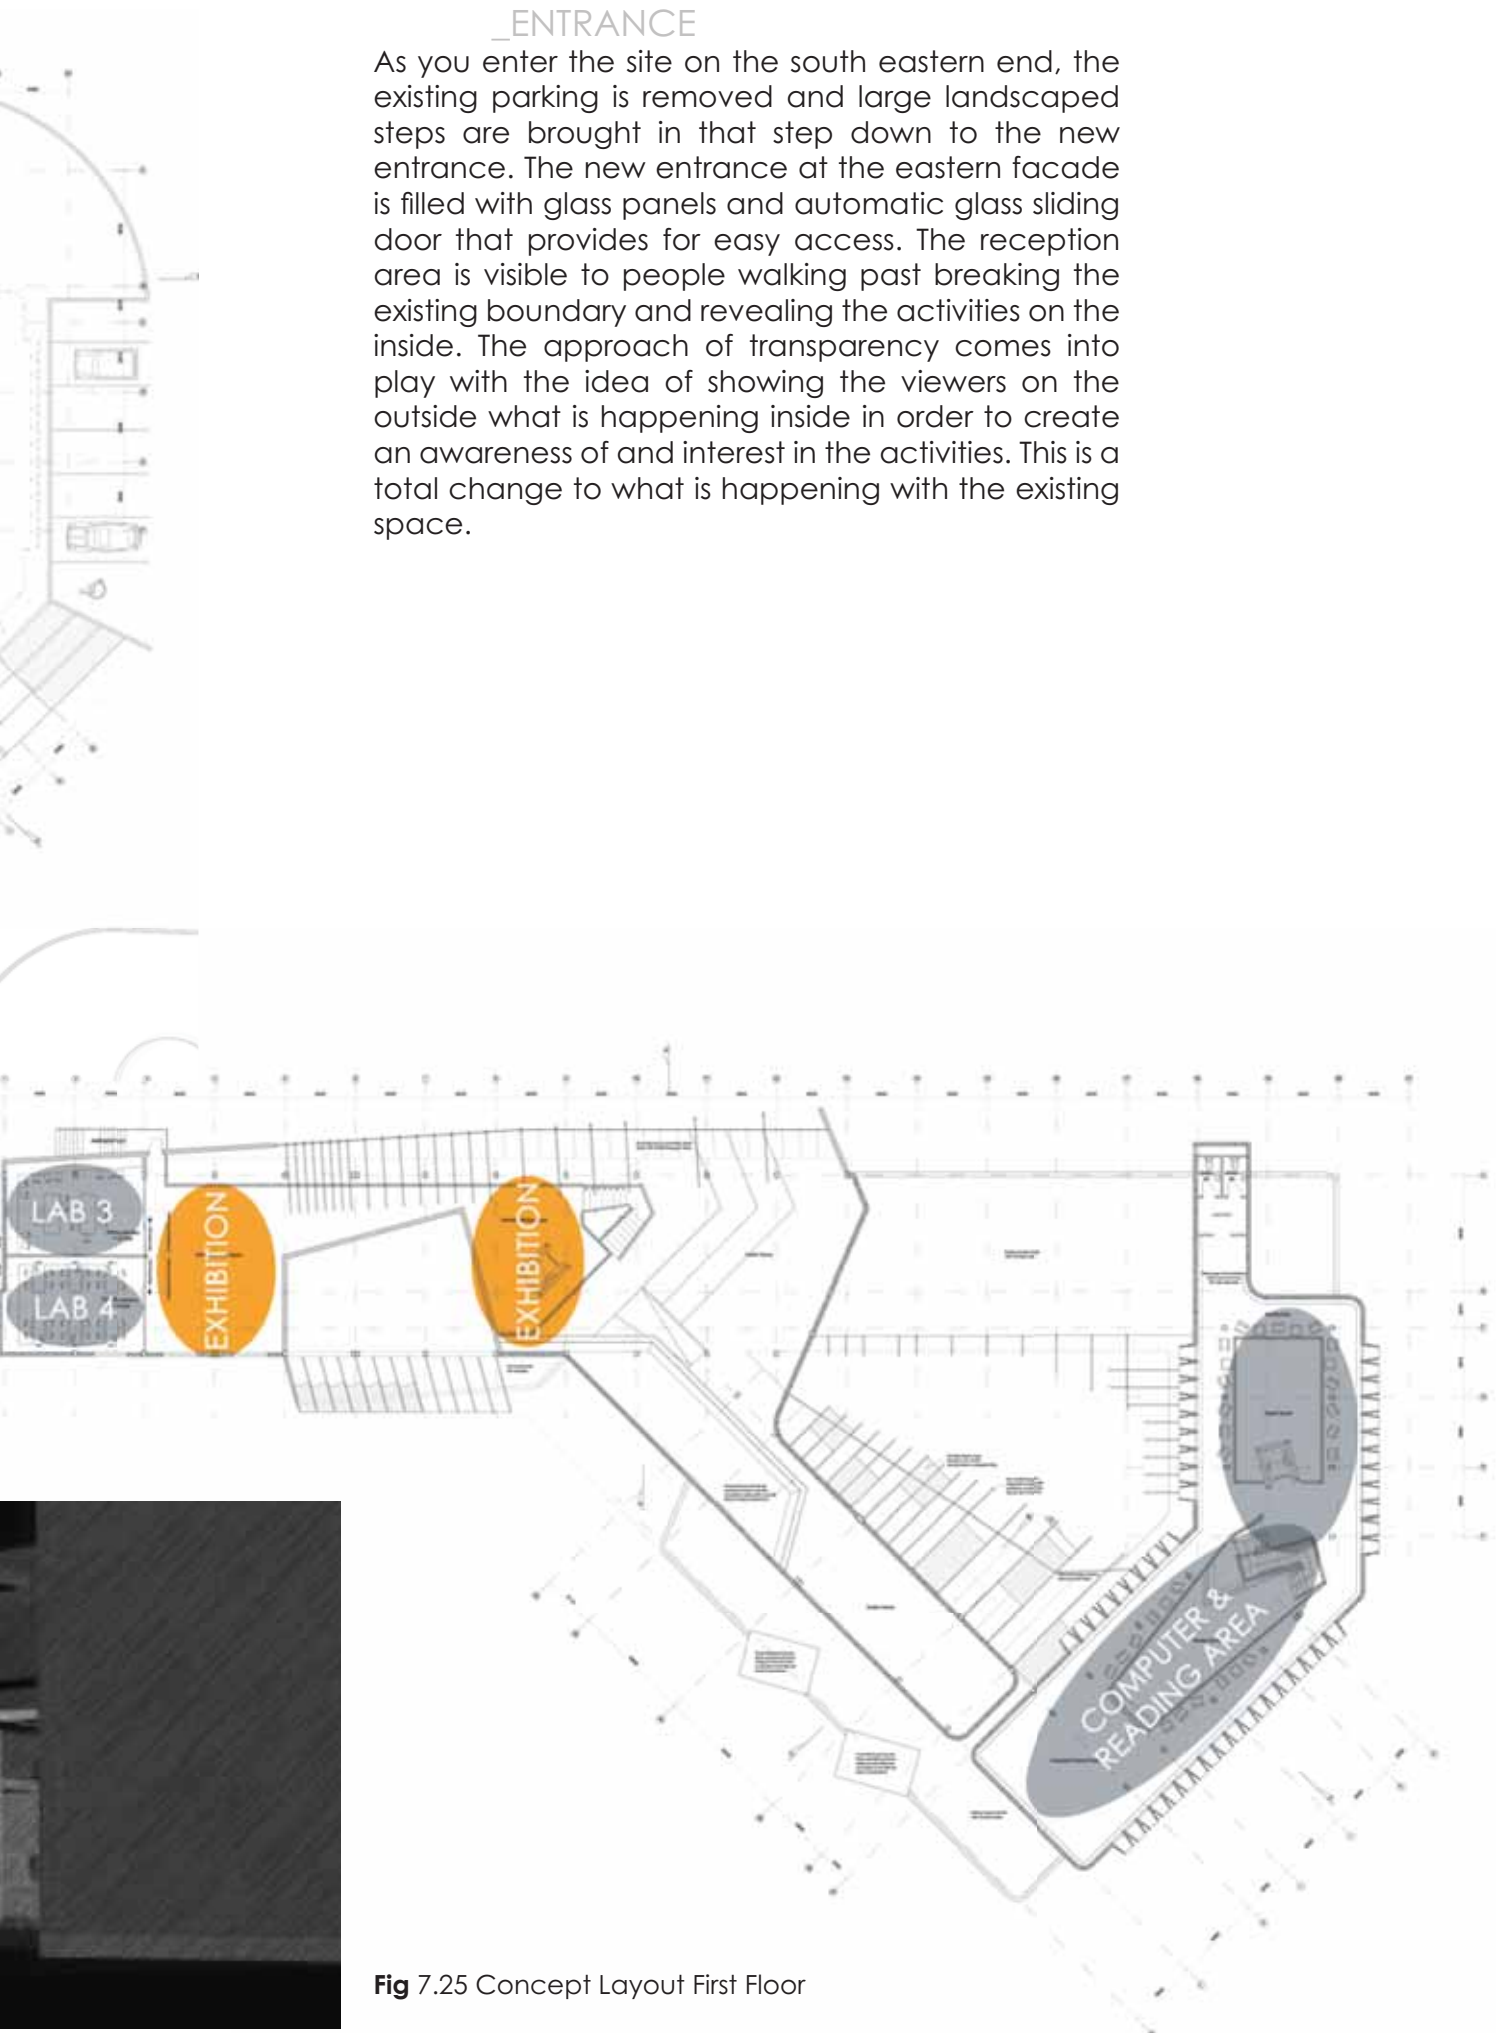 _ENTRANCE
As you enter the site on the south eastern end, the
existing parking is removed and large landscaped
steps are brought in that step down to the new
entrance. The new entrance at the eastern facade
is filled with glass panels and automatic glass sliding
door that provides for easy access. The reception
area is visible to people walking past breaking the
existing boundary and revealing the activities on the
inside. The approach of transparency comes into
play with the idea of showing the viewers on the
outside what is happening inside in order to create
an awareness of and interest in the activities. This is a
total change to what is happening with the existing
space.
LAB 3
LAB 4
EXHIBITION
EXHIBITION
COMPUTER &
READING AREA
Fig 7.25 Concept Layout First Floor